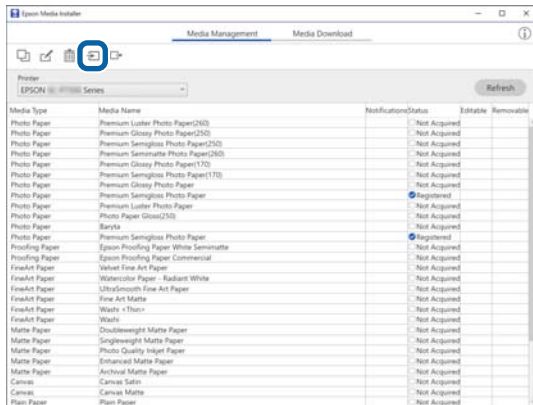 Epson Media Installer
Media Management Media Download
Printer
EPSON Series
Refresh
Media Type Media Name Notifications Status Editable Removable
Photo Paper Premium Luster Photo Paper(260) Not Acquired
Photo Paper Premium Glossy Photo Paper(250) Not Acquired
Photo Paper Premium Semigloss Photo Paper(250) Not Acquired
Photo Paper Premium Semimatte Photo Paper(260) Not Acquired
Photo Paper Premium Glossy Photo Paper(170) Not Acquired
Photo Paper Premium Semigloss Photo Paper(170) Not Acquired
Photo Paper Premium Glossy Photo Paper Not Acquired
Photo Paper Premium Semigloss Photo Paper Registered
Photo Paper Premium Luster Photo Paper Not Acquired
Photo Paper Photo Paper Gloss(250) Not Acquired
Photo Paper Baryta Not Acquired
Photo Paper Premium Semigloss Photo Paper Registered
Proofing Paper Epson Proofing Paper White Semimatte Not Acquired
Proofing Paper Epson Proofing Paper Commercial Not Acquired
FineArt Paper Velvet Fine Art Paper Not Acquired
FineArt Paper Watercolor Paper - Radiant White Not Acquired
FineArt Paper UltraSmooth Fine Art Paper Not Acquired
FineArt Paper Fine Art Matte Not Acquired
FineArt Paper Washi <Thin> Not Acquired
FineArt Paper Washi Not Acquired
Matte Paper Doubleweight Matte Paper Not Acquired
Matte Paper Singleweight Matte Paper Not Acquired
Matte Paper Photo Quality Inkjet Paper Not Acquired
Matte Paper Enhanced Matte Paper Not Acquired
Matte Paper Archival Matte Paper Not Acquired
Canvas Canvas Satin Not Acquired
Canvas Canvas Matte Not Acquired
Plain Paper Plain Paper Not Acquired